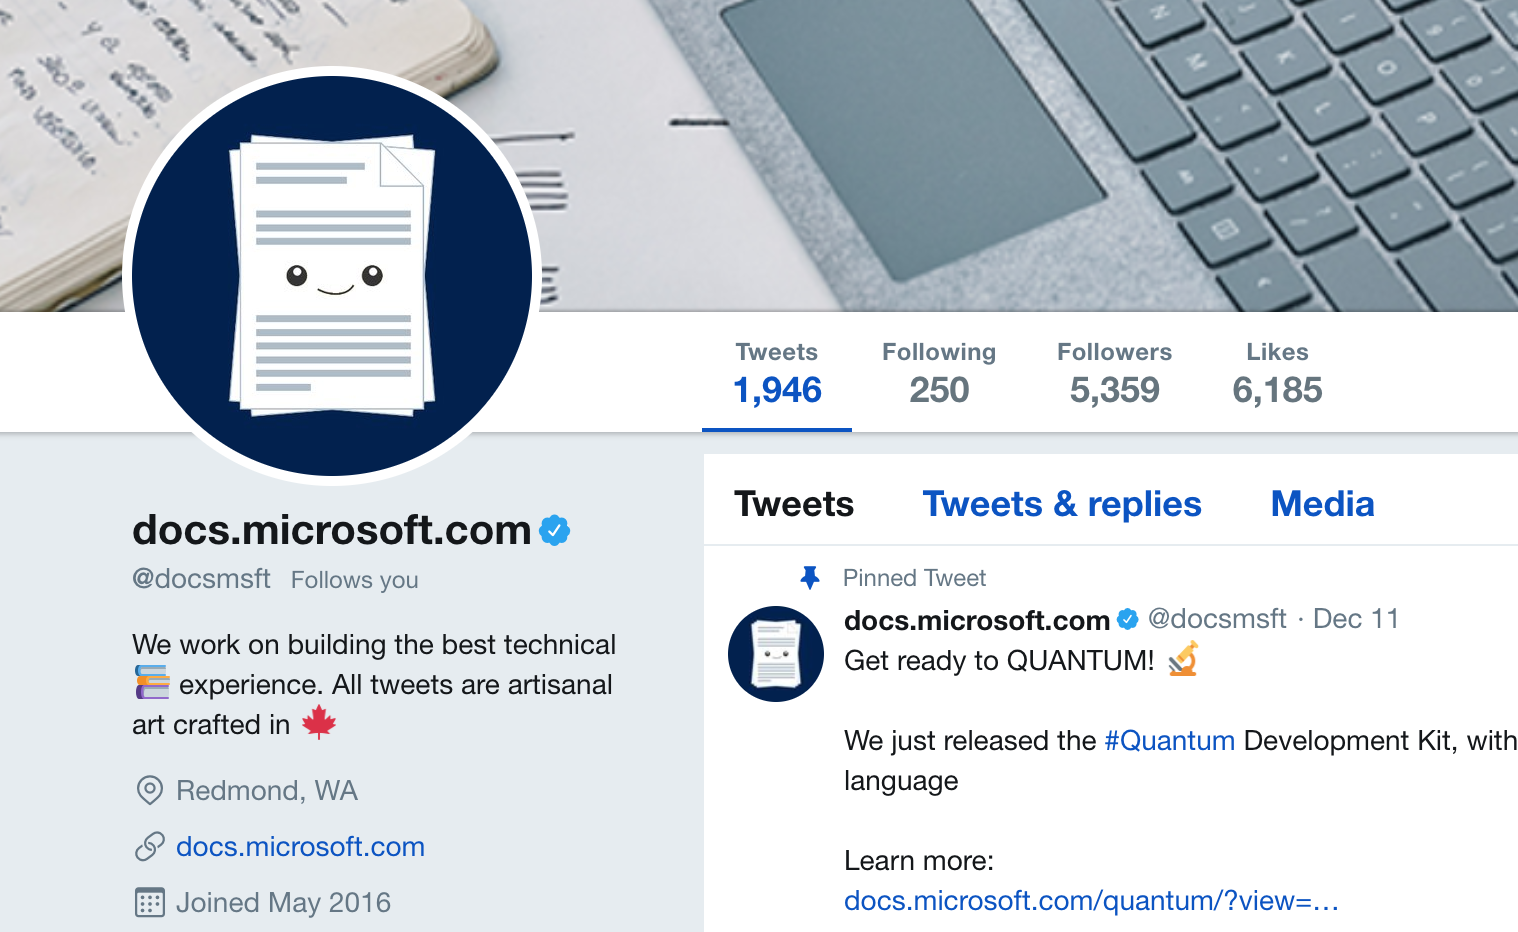 Tweets
1,946
Following
250
Followers
5,359
Likes
6,185
docs.microsoft.com
@docsmsft Follows you
We work on building the best technical
📚 experience. All tweets are artisanal
art crafted in 🍁
Redmond, WA
docs.microsoft.com
Joined May 2016
Tweets Tweets & replies Media
Pinned Tweet
docs.microsoft.com @docsmsft · Dec 11
Get ready to QUANTUM! 🔬
We just released the #Quantum Development Kit, with
language
Learn more:
docs.microsoft.com/quantum/?view=…